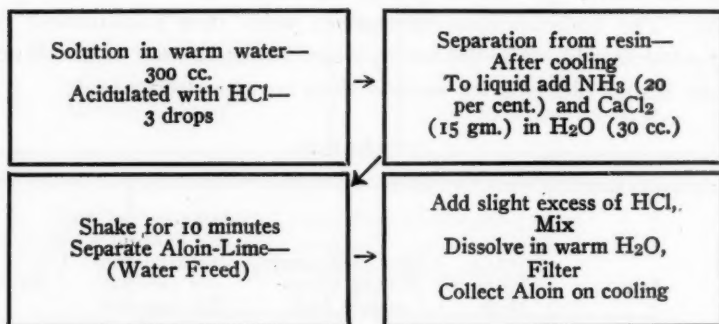 Solution in warm water—
300 cc.
Acidulated with HCl—
3 drops
→
Separation from resin—
After cooling
To liquid add NH3 (20
per cent.) and CaCl2
(15 gm.) in H2O (30 cc.)
Shake for 10 minutes
Separate Aloin-Lime—
(Water Freed)
→
Add slight excess of HCl,
Mix
Dissolve in warm H2O,
Filter
Collect Aloin on cooling